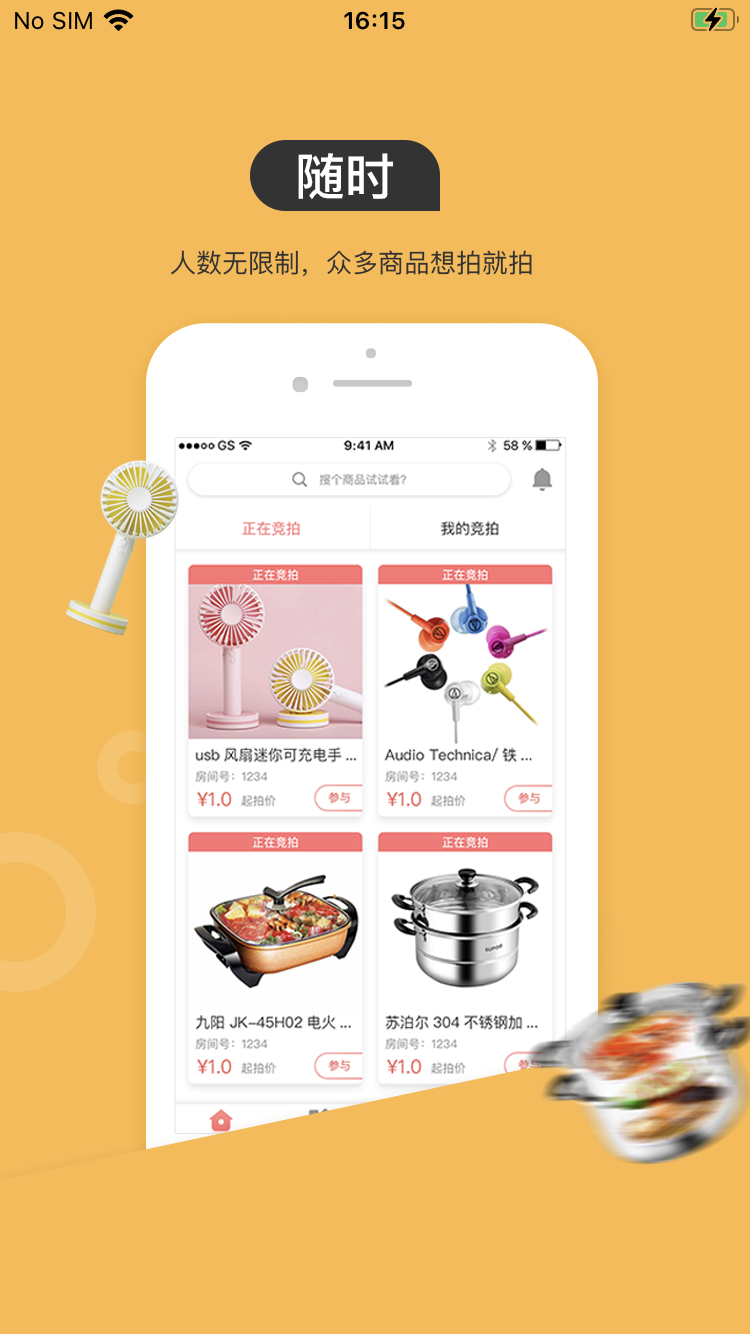 No SIM 16:15
随时
人数无限制，众多商品想拍就拍
GS 9:41 AM 58 %
搜个商品试试看?
正在竞拍 我的竞拍
正在竞拍 正在竞拍
usb 风扇迷你可充电手 ... Audio Technica/ 铁 ...
房间号：1234 房间号：1234
¥1.0 起拍价 参与 ¥1.0 起拍价 参与
正在竞拍 正在竞拍
SUPOR
九阳 JK-45H02 电火 ... 苏泊尔 304 不锈钢加 ...
房间号：1234 房间号：1234
¥1.0 起拍价 参与 ¥1.0 起拍价 参与